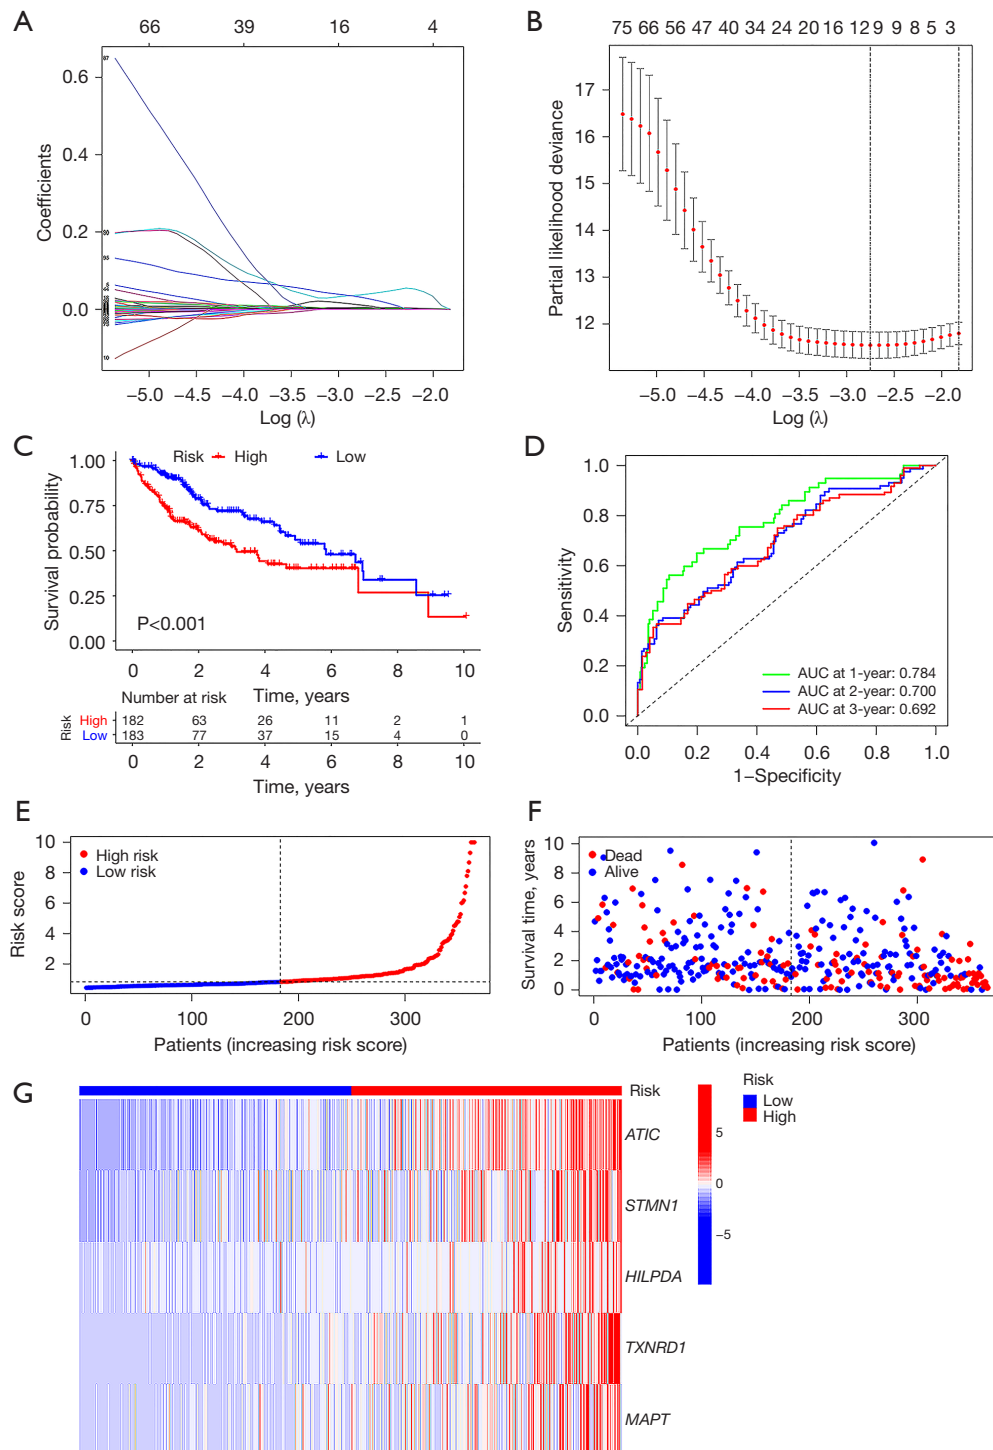 A
66 39 16 4
Coefficients
0.6
0.4
0.2
0.0
−5.0 −4.5 −4.0 −3.5 −3.0 −2.5 −2.0
Log (λ)
B
75 66 56 47 40 34 24 20 16 12 9 9 8 5 3
Partial likelihood deviance
17
16
15
14
13
12
−5.0 −4.5 −4.0 −3.5 −3.0 −2.5 −2.0
Log (λ)
C
Risk High Low
Survival probability
1.00
0.75
0.50
0.25
0.00
P<0.001
0 2 4 6 8 10
Time, years
Number at risk
Risk
High 182 63 26 11 2 1
Low 183 77 37 15 4 0
0 2 4 6 8 10
Time, years
D
Sensitivity
1.0
0.8
0.6
0.4
0.2
0.0
AUC at 1-year: 0.784
AUC at 2-year: 0.700
AUC at 3-year: 0.692
0.0 0.2 0.4 0.6 0.8 1.0
1−Specificity
E
Risk score
10
8
6
4
2
High risk
Low risk
0 100 200 300
Patients (increasing risk score)
F
Survival time, years
10
8
6
4
2
0
Dead
Alive
0 100 200 300
Patients (increasing risk score)
G
Risk
ATIC
STMN1
HILPDA
TXNRD1
MAPT
5
0
−5
Risk
Low
High